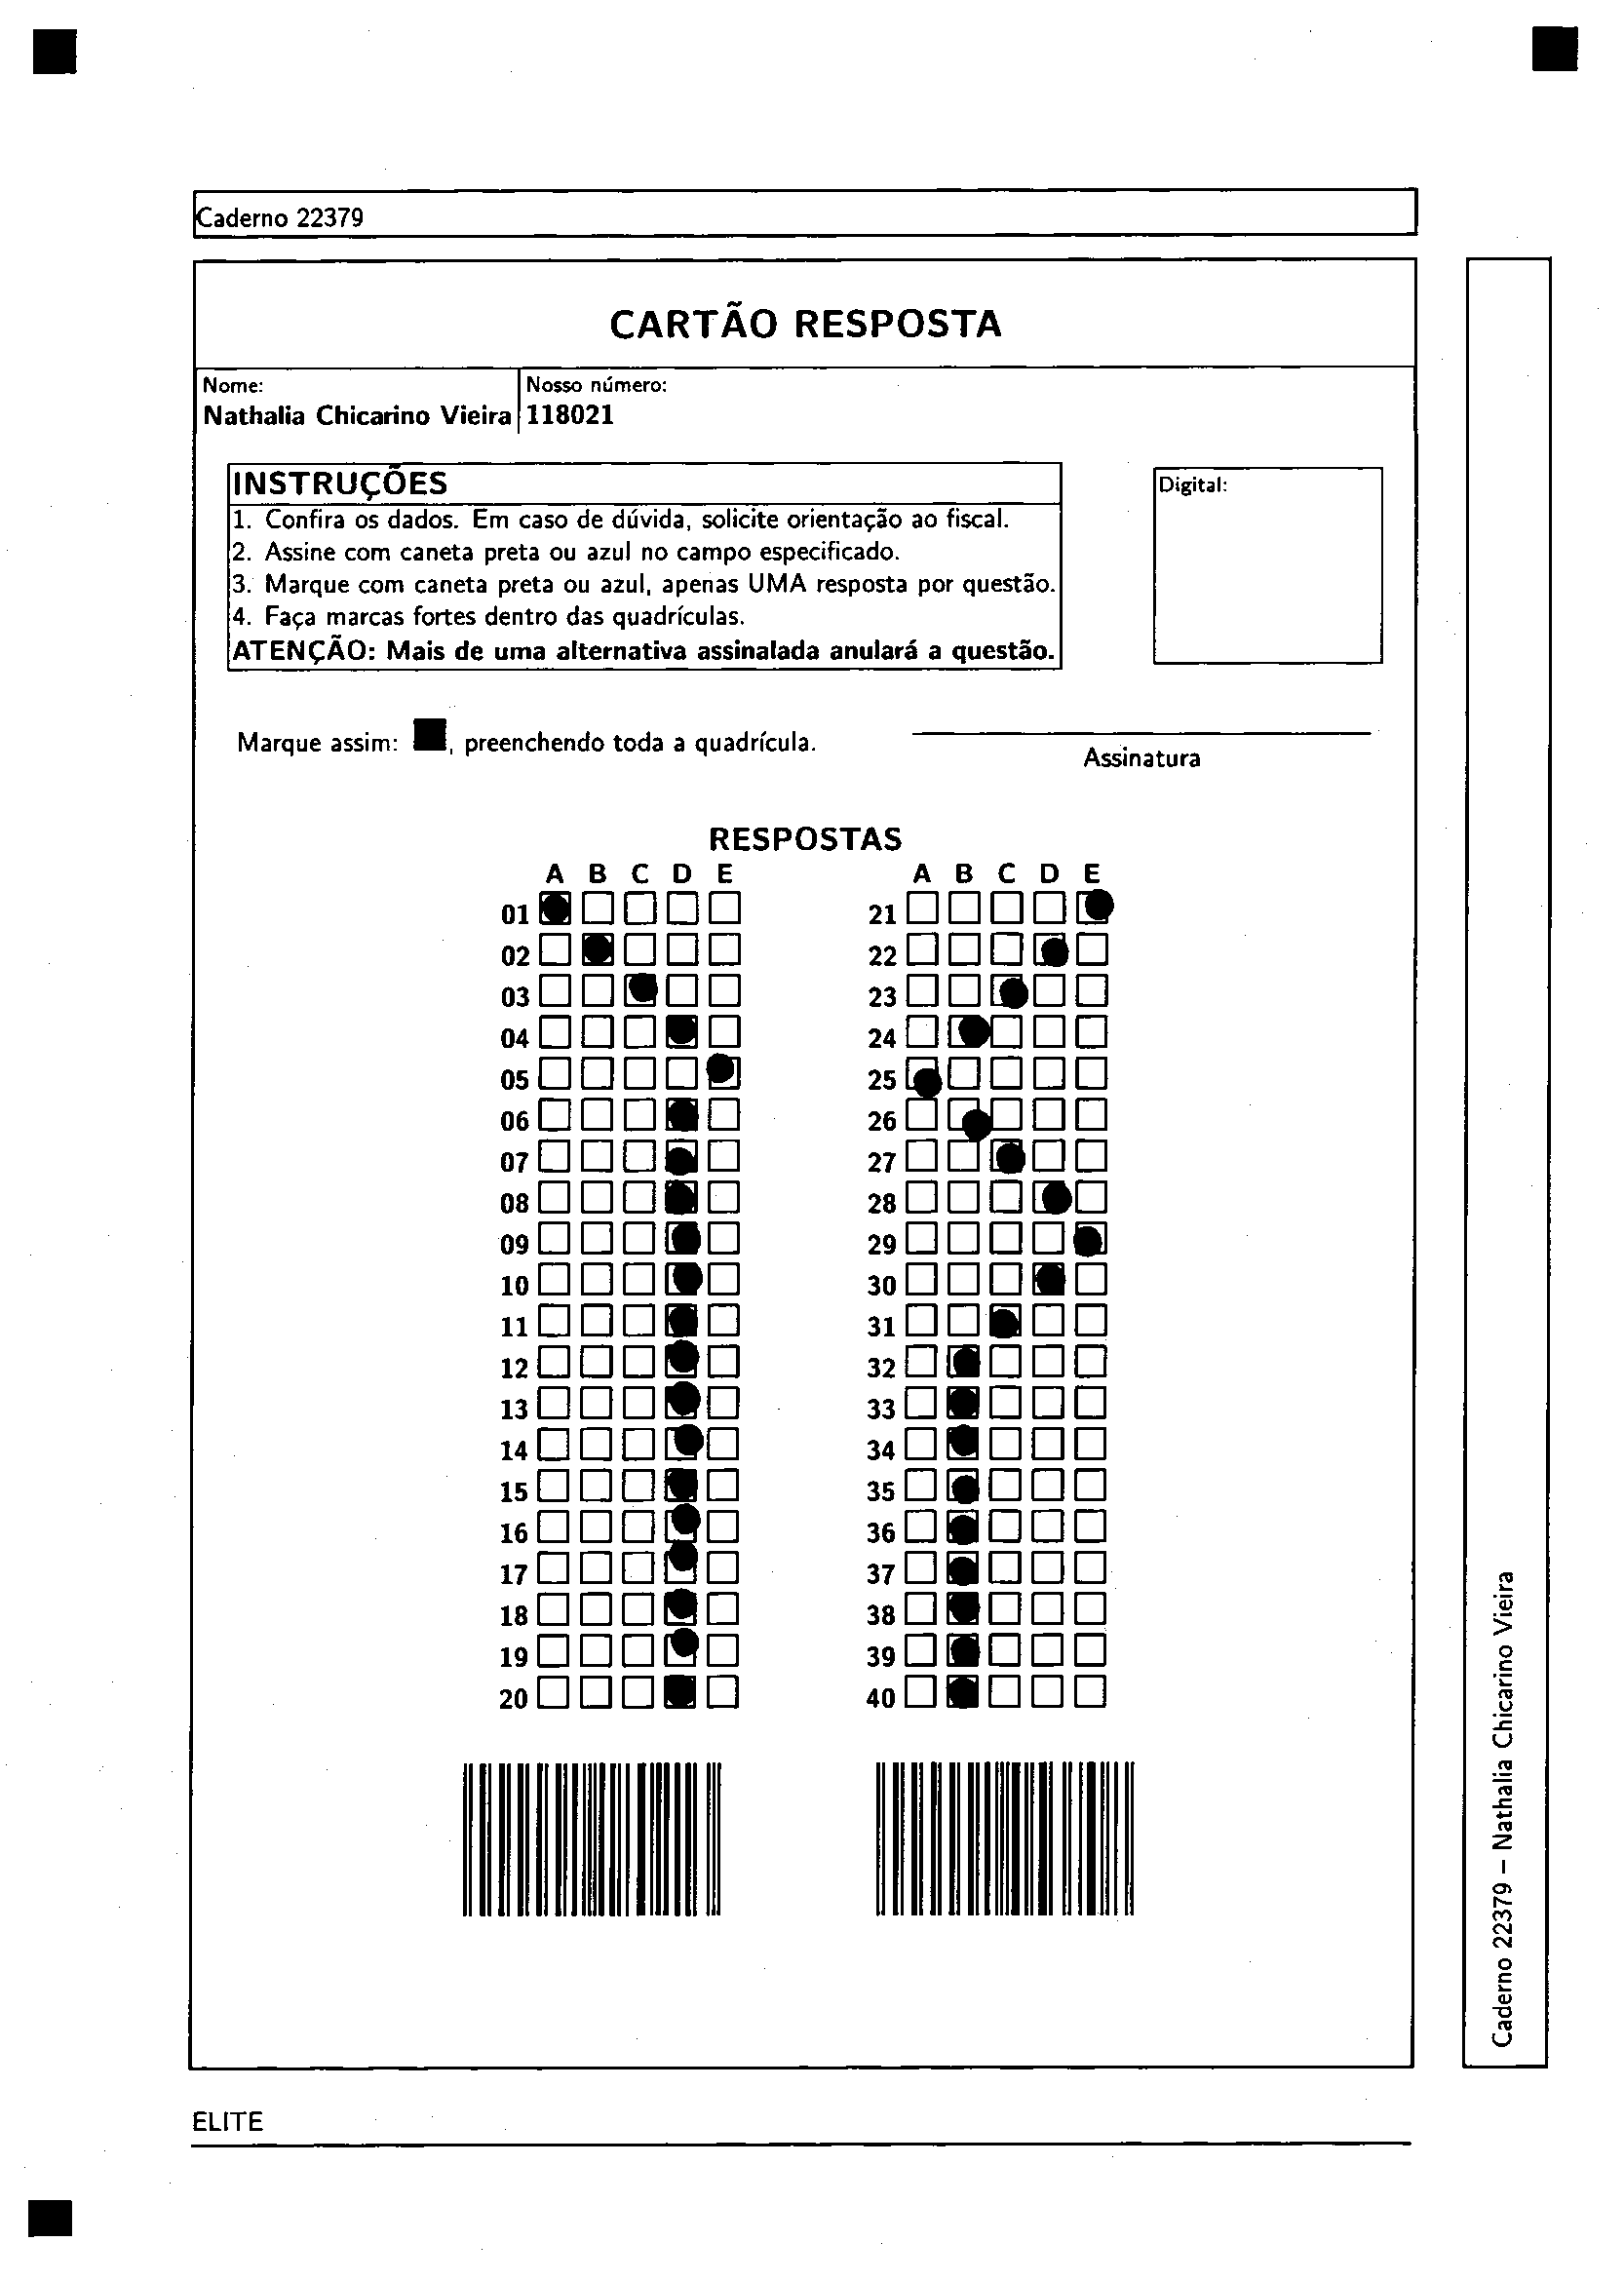 Caderno 22379
CARTÃO RESPOSTA
Nome:
Nathalia Chicarino Vieira
Nosso número:
118021
INSTRUÇÕES
1. Confira os dados. Em caso de dúvida, solicite orientação ao fiscal.
2. Assine com caneta preta ou azul no campo especificado.
3. Marque com caneta preta ou azul, apenas UMA resposta por questão.
4. Faça marcas fortes dentro das quadrículas.
ATENÇÃO: Mais de uma alternativa assinalada anulará a questão.
Digital:
Marque assim: , preenchendo toda a quadrícula.
Assinatura
RESPOSTAS
A B C D E
01
02
03
04
05
06
07
08
09
10
11
12
13
14
15
16
17
18
19
20
A B C D E
21
22
23
24
25
26
27
28
29
30
31
32
33
34
35
36
37
38
39
40
Caderno 22379 – Nathalia Chicarino Vieira
ELITE